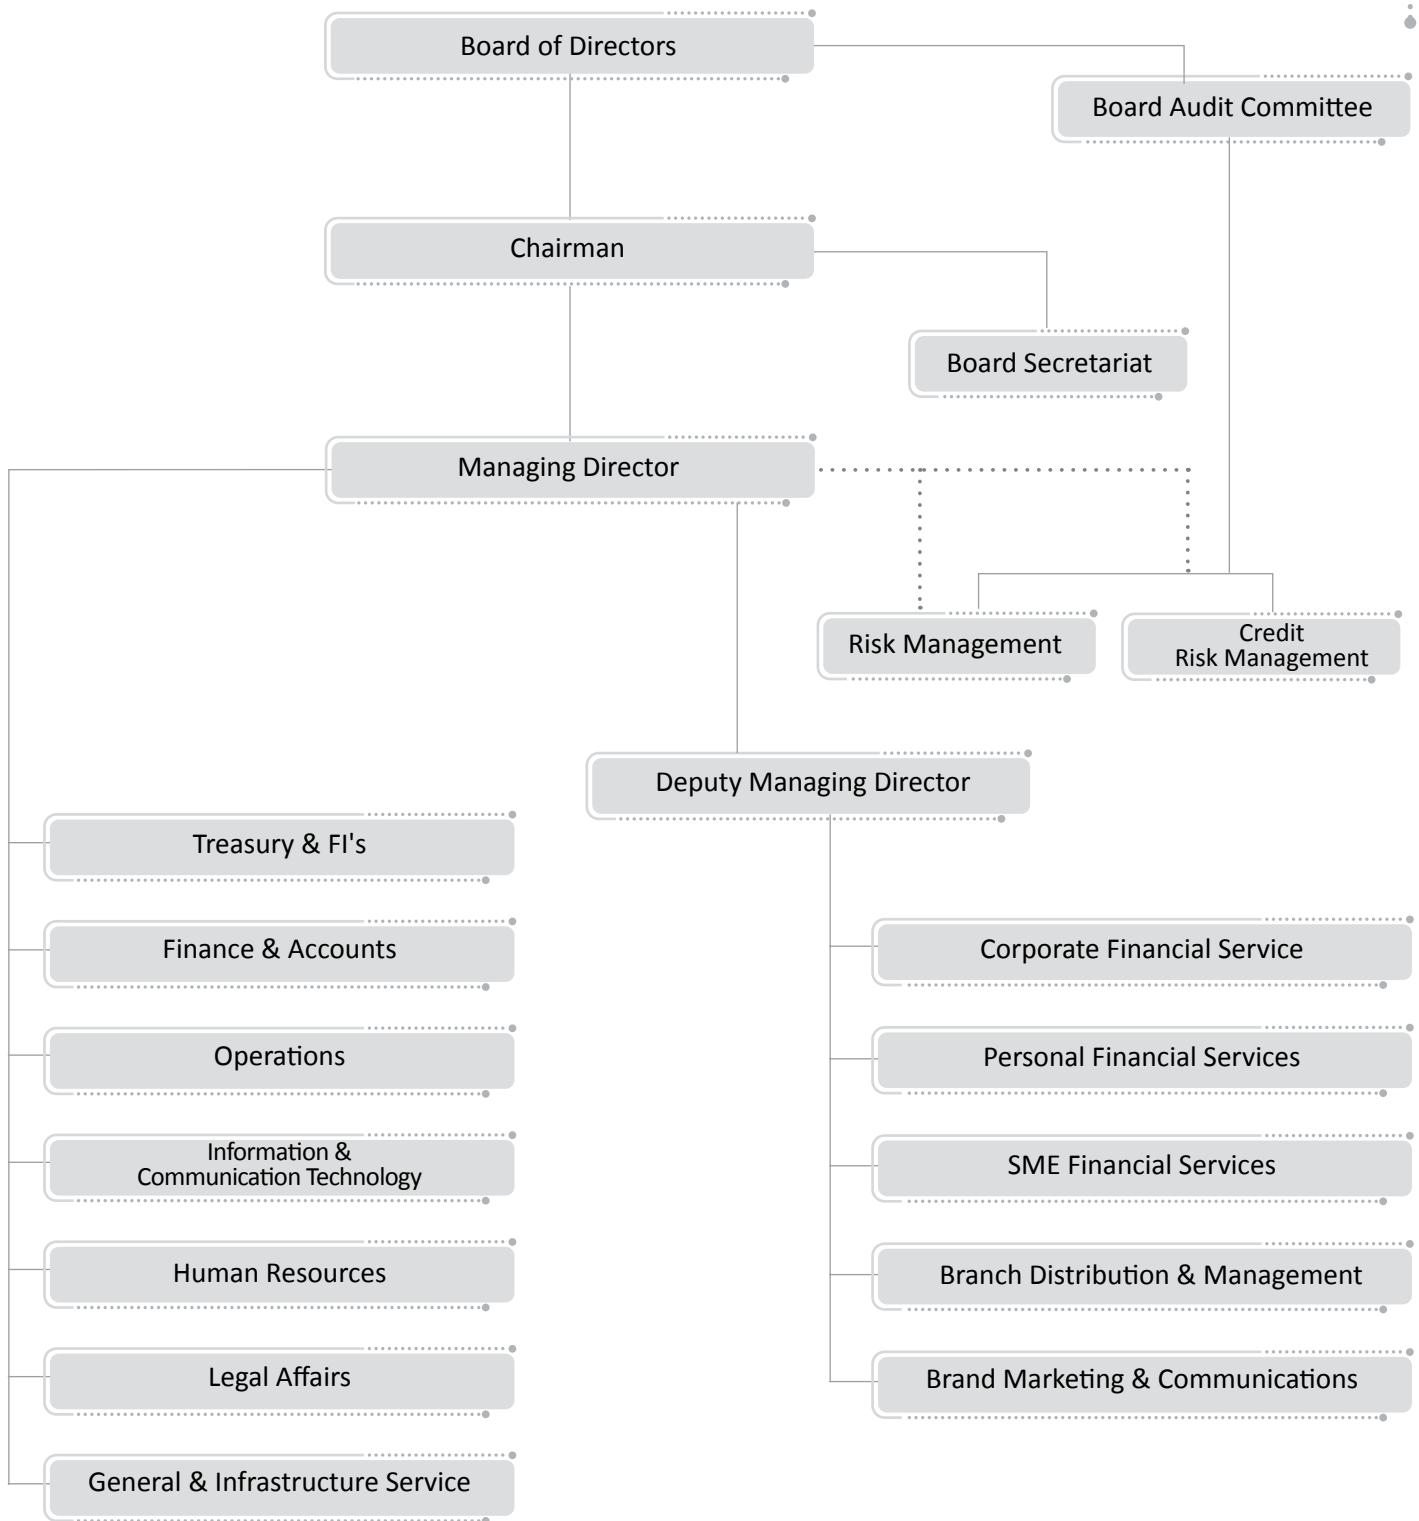 Board of Directors
Board Audit Committee
Chairman
Board Secretariat
Managing Director
Risk Management
Credit
Risk Management
Deputy Managing Director
Treasury & FI's
Finance & Accounts
Operations
Information &
Communication Technology
Human Resources
Legal Affairs
General & Infrastructure Service
Corporate Financial Service
Personal Financial Services
SME Financial Services
Branch Distribution & Management
Brand Marketing & Communications